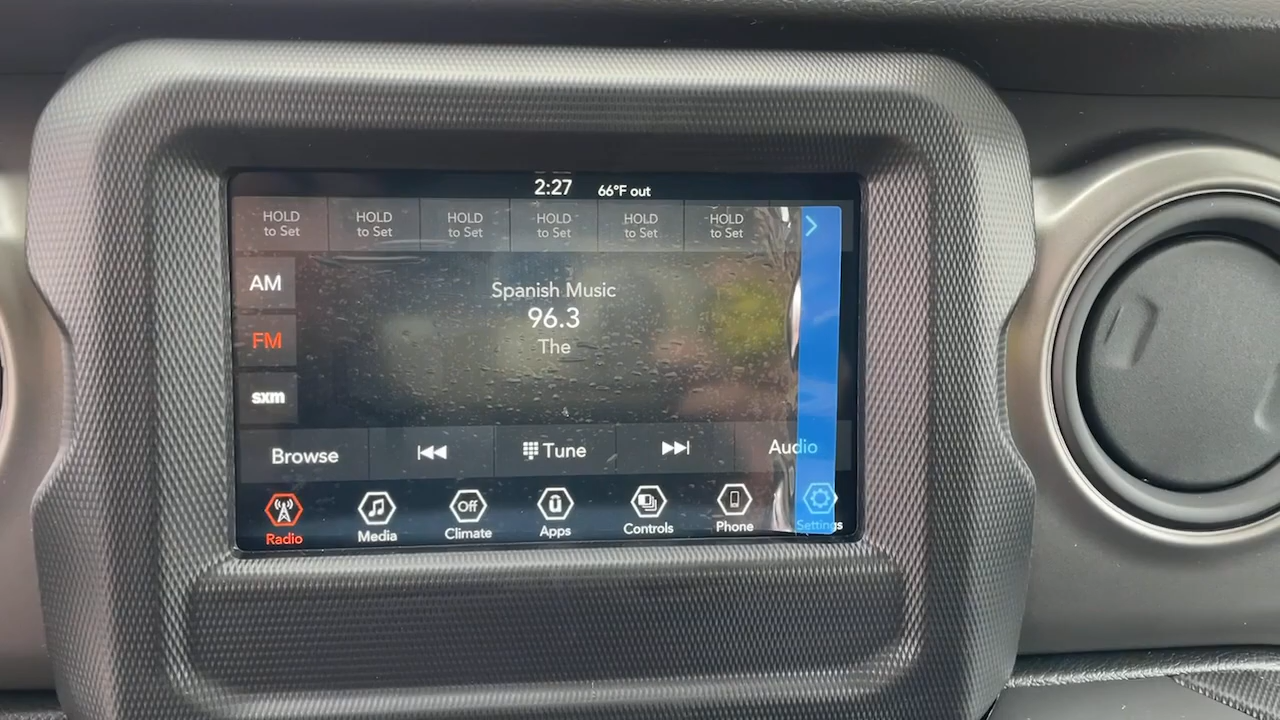 2:27 66°F out
HOLD to Set
HOLD to Set
HOLD to Set
HOLD to Set
HOLD to Set
HOLD to Set
AM
FM
sxm
Spanish Music
96.3
The
Browse
Tune
Audio
Radio
Media
Off
Climate
Apps
Controls
Phone
Settings